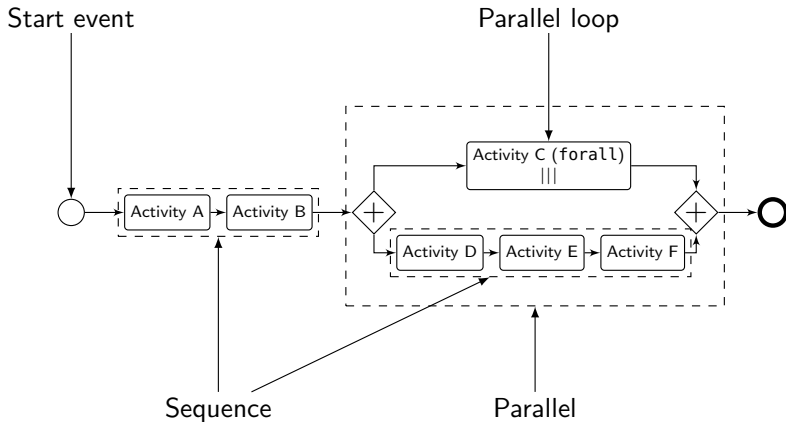 Start event
Parallel loop
Activity C (forall)
|||
Activity A
Activity B
Activity D
Activity E
Activity F
Sequence
Parallel